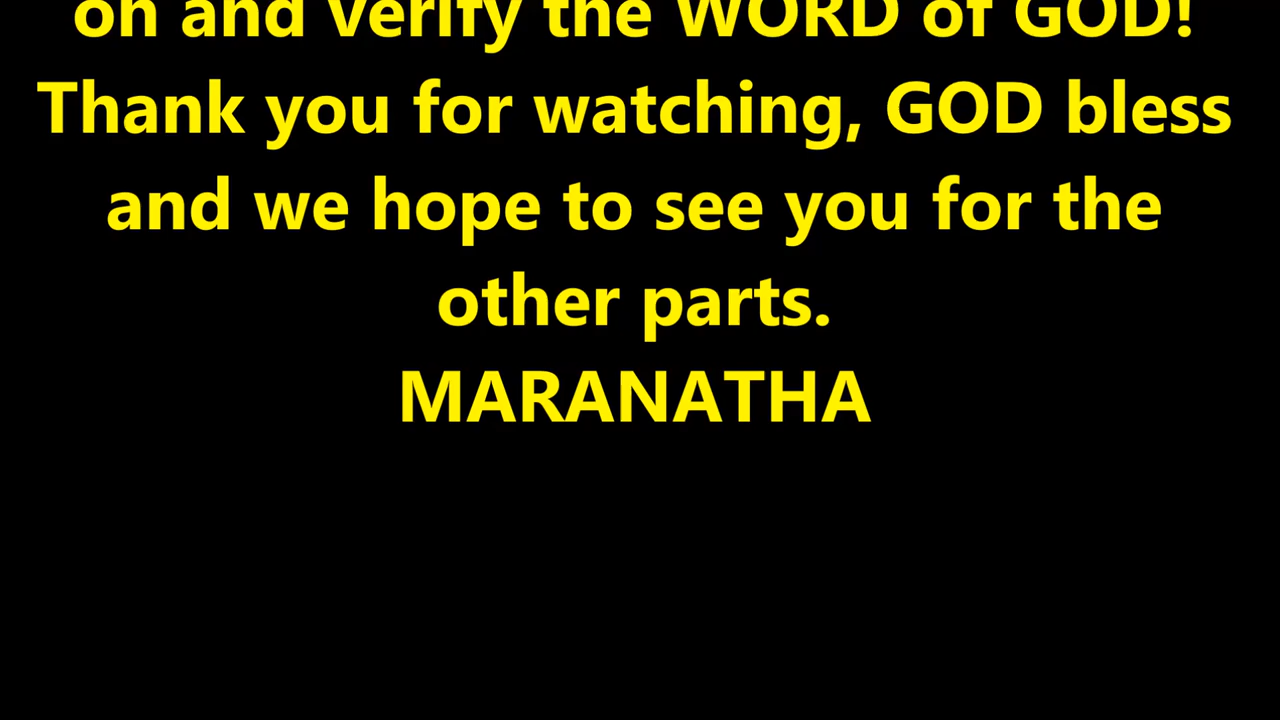 on and verify the WORD of GOD!
Thank you for watching, GOD bless
and we hope to see you for the
other parts.
MARANATHA